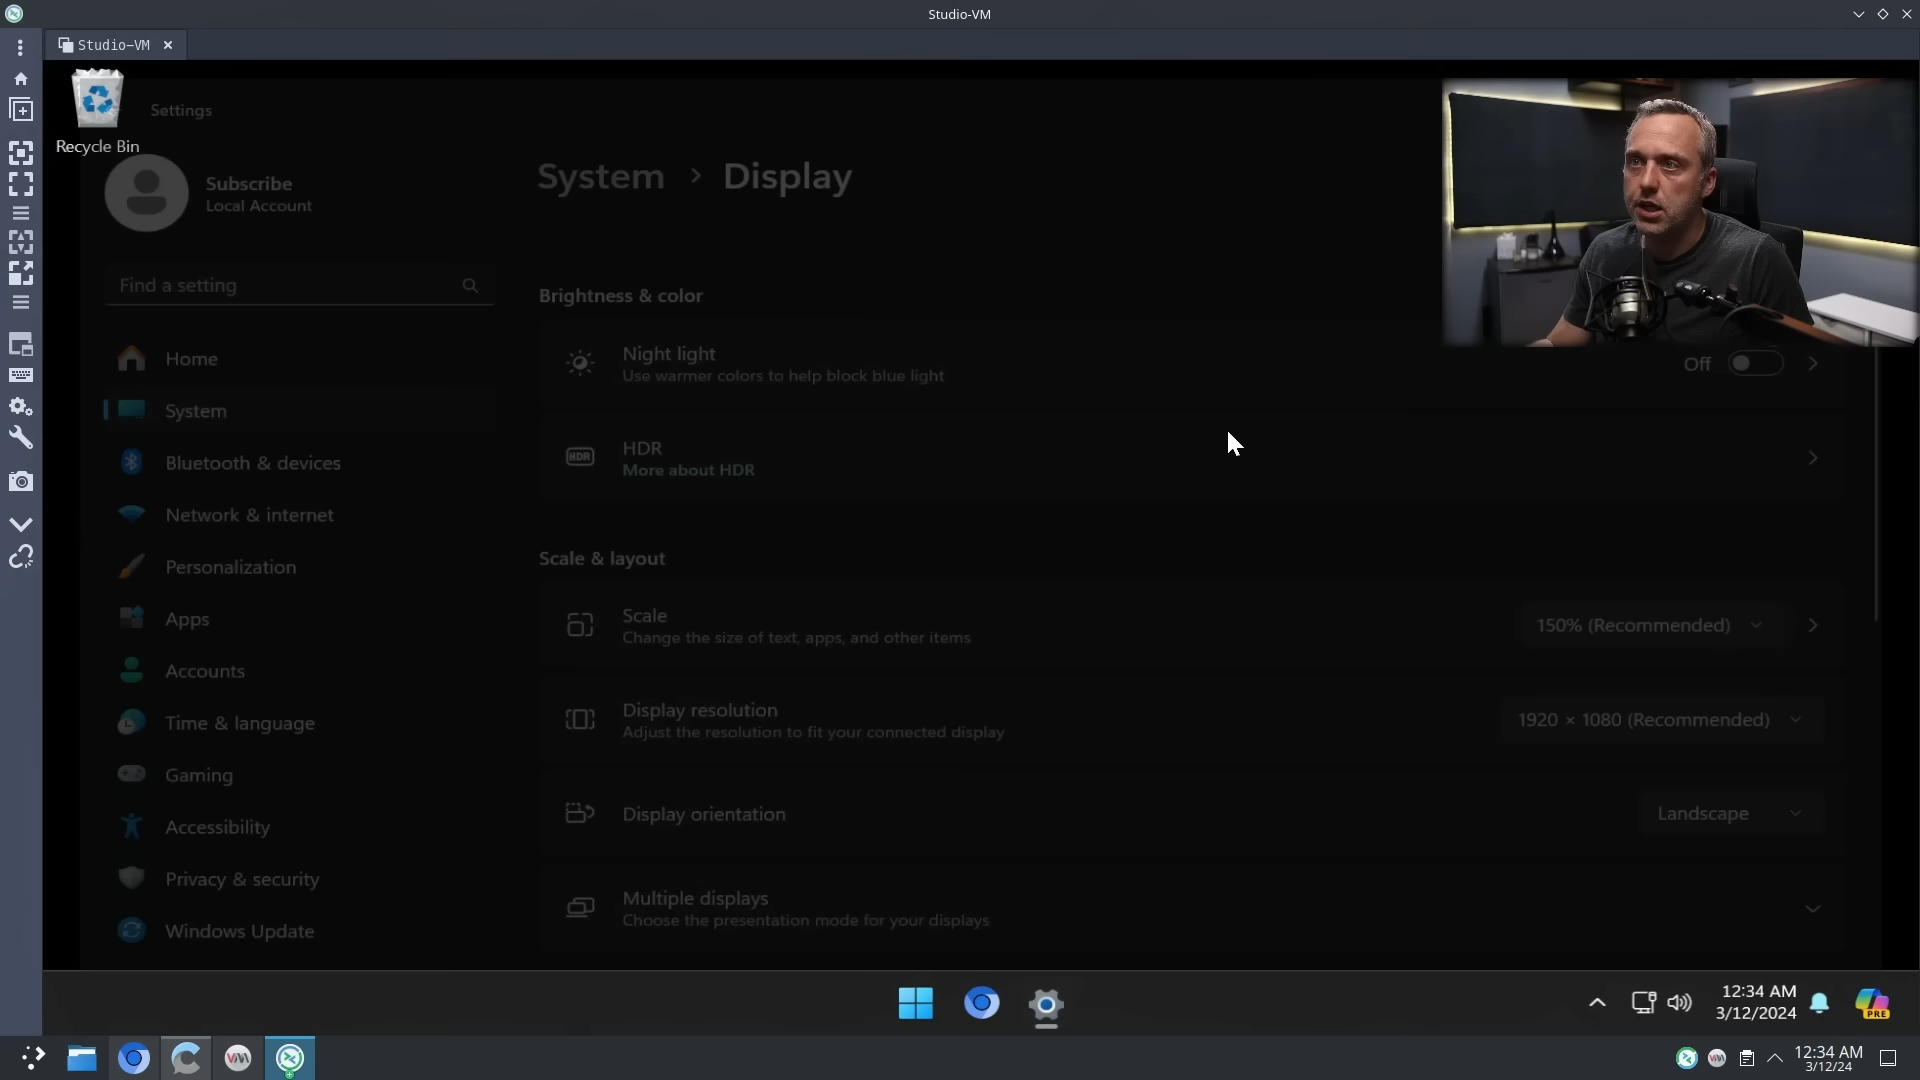 Studio-VM
Studio-VM
Recycle Bin
Settings
Subscribe
Local Account
Find a setting
Home
System
Bluetooth & devices
Network & internet
Personalization
Apps
Accounts
Time & language
Gaming
Accessibility
Privacy & security
Windows Update
System > Display
Brightness & color
Night light
Use warmer colors to help block blue light
Off
HDR
HDR
More about HDR
Scale & layout
Scale
Change the size of text, apps, and other items
150% (Recommended)
Display resolution
Adjust the resolution to fit your connected display
1920 × 1080 (Recommended)
Display orientation
Landscape
Multiple displays
Choose the presentation mode for your displays
12:34 AM
3/12/2024
PRE
12:34 AM
3/12/24